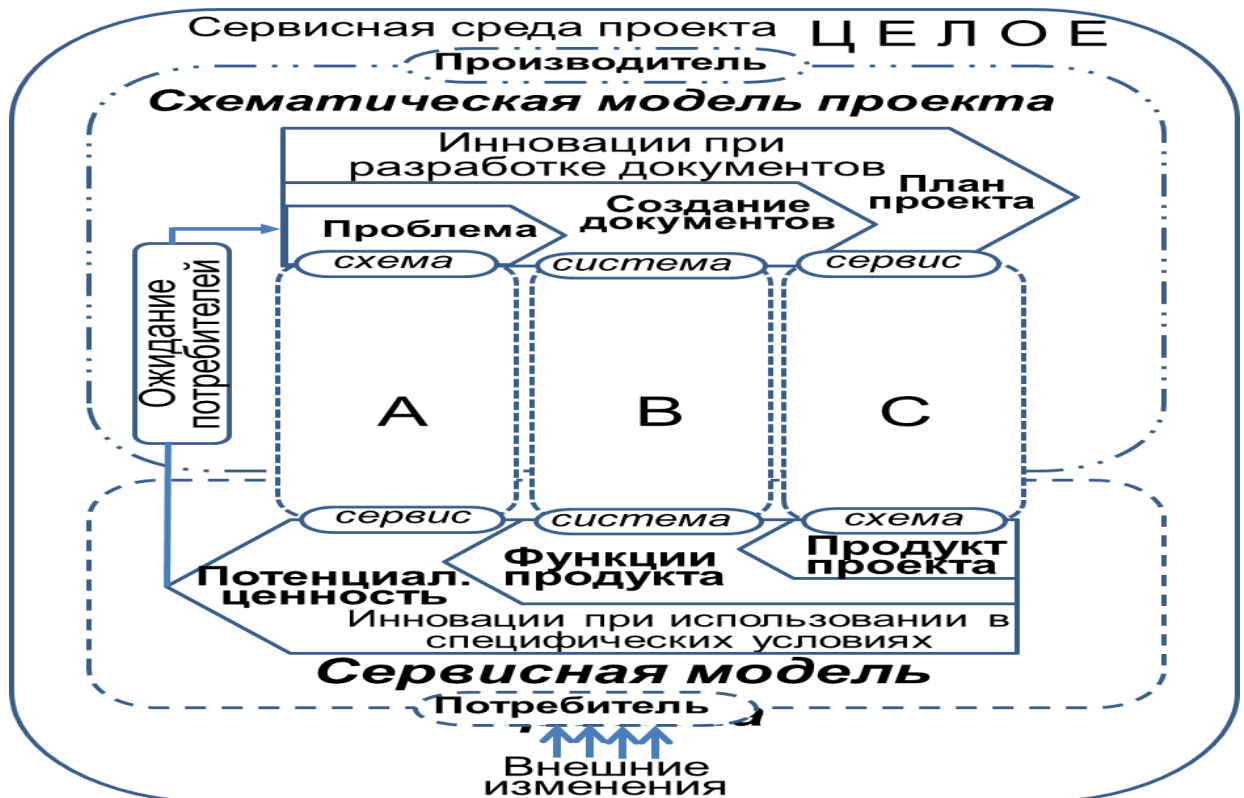 Сервисная среда проекта Ц Е Л О Е
Производитель
Схематическая модель проекта
Инновации при
разработке документов
План
проекта
Создание
документов
Проблема
схема
система
сервис
Ожидание
потребителей
А
В
С
сервис
система
схема
Продукт
проекта
Функции
продукта
Потенциал.
ценность
Инновации при использовании в
специфических условиях
Сервисная модель
Потребитель
Внешние
изменения